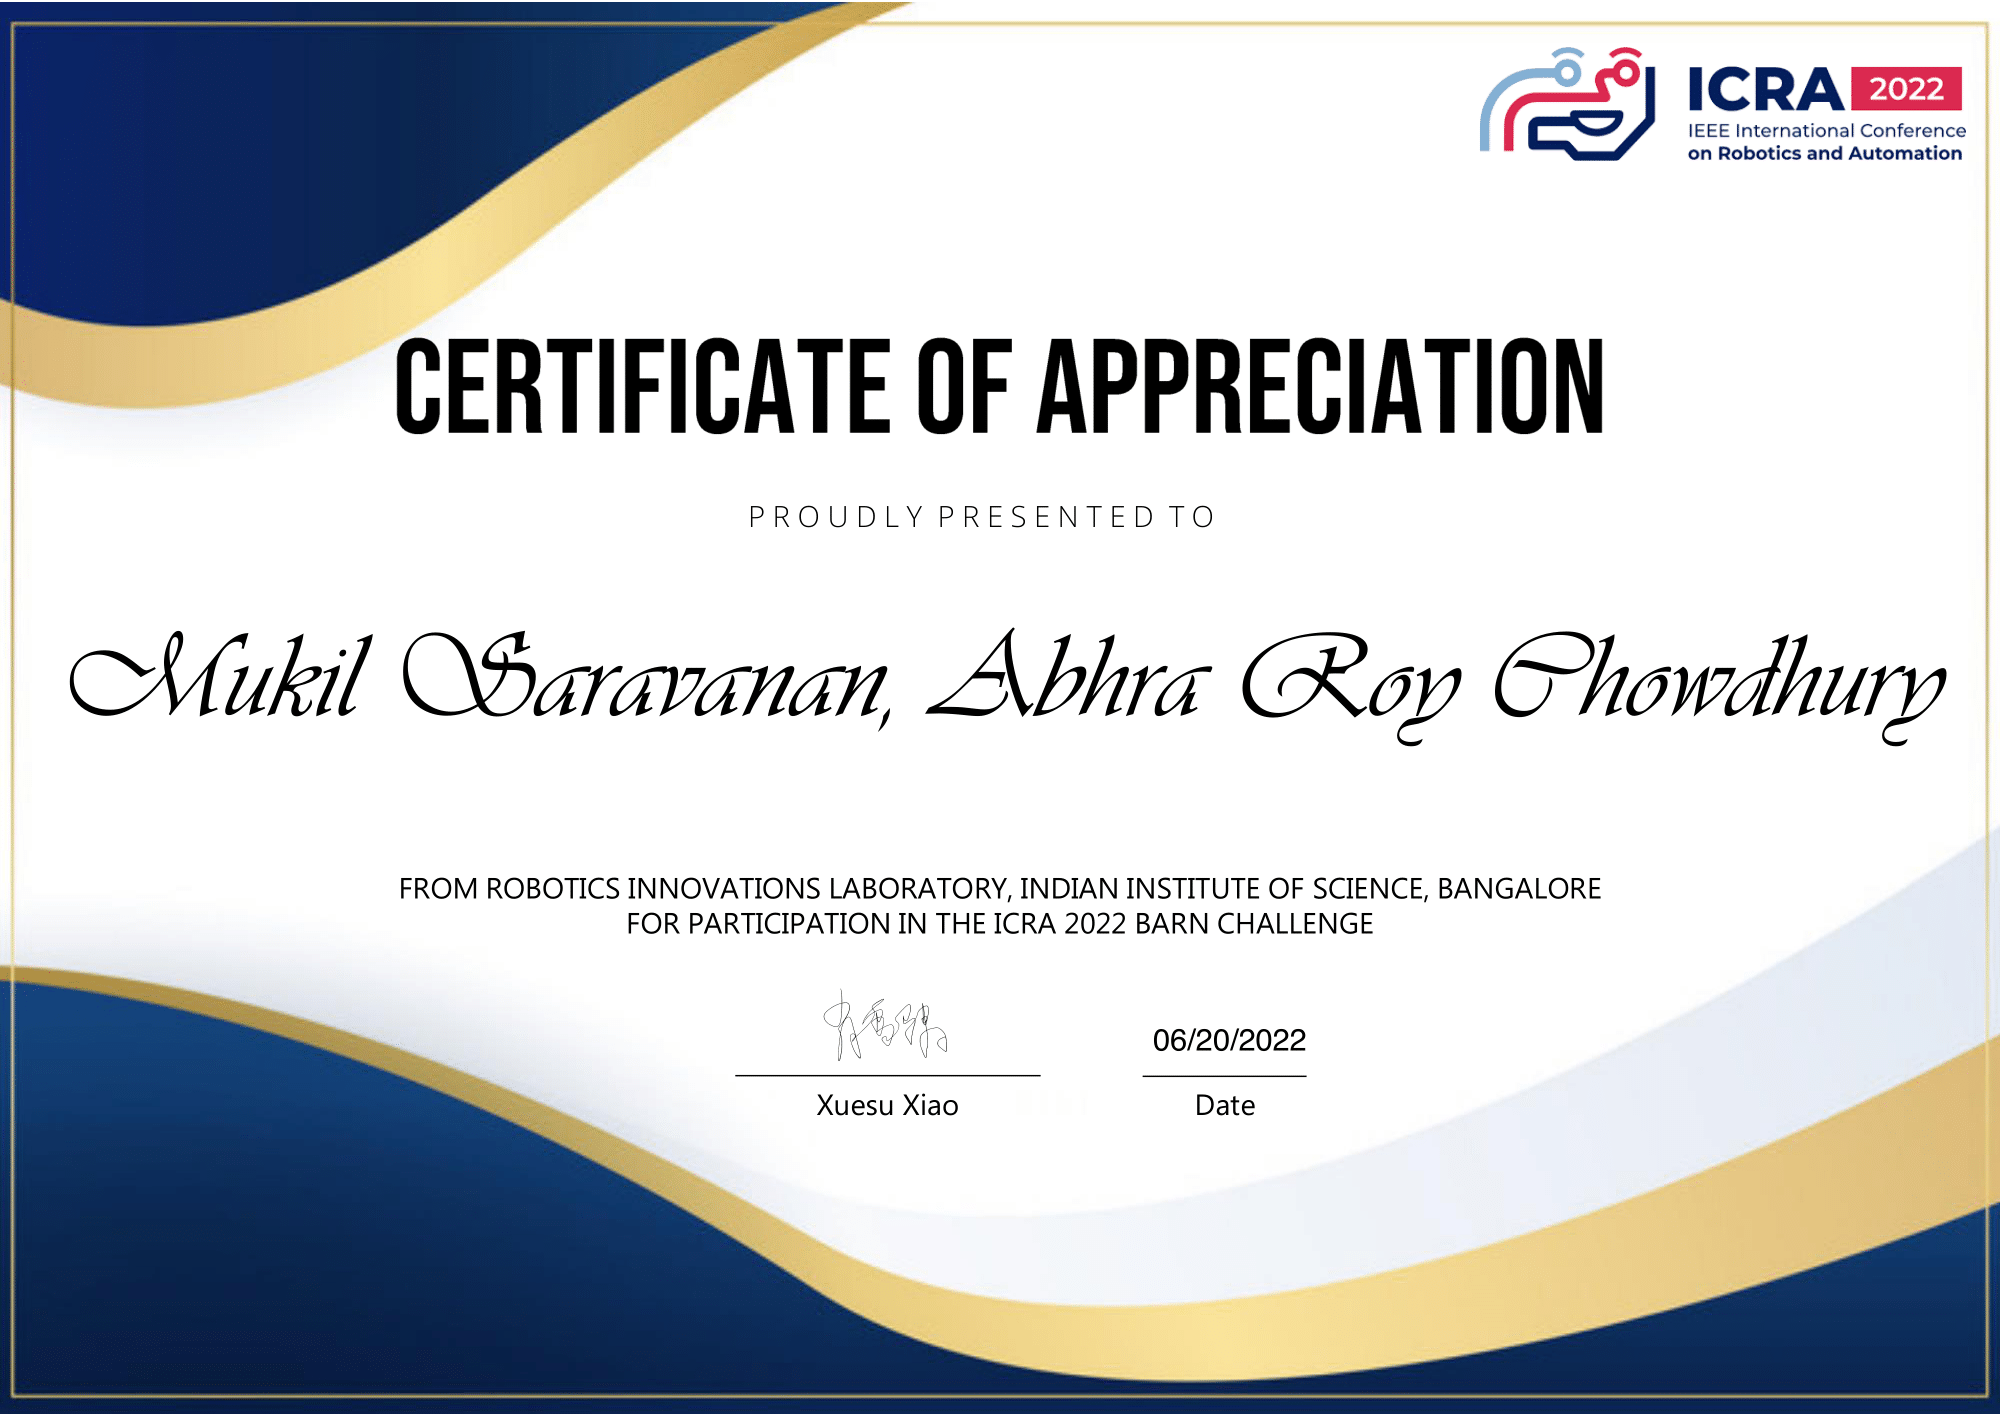 ICRA 2022
IEEE International Conference
on Robotics and Automation
CERTIFICATE OF APPRECIATION
PROUDLY PRESENTED TO
Mukil Saravanan, Abhra Roy Chowdhury
FROM ROBOTICS INNOVATIONS LABORATORY, INDIAN INSTITUTE OF SCIENCE, BANGALORE
FOR PARTICIPATION IN THE ICRA 2022 BARN CHALLENGE
06/20/2022
Xuesu Xiao
Date